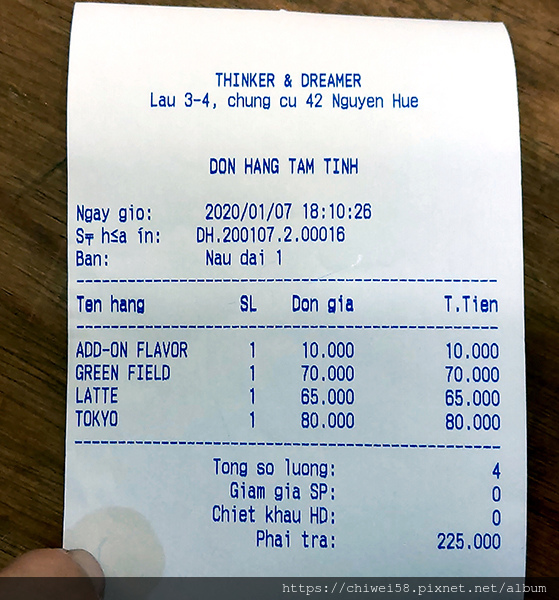 THINKER & DREAMER
Lau 3-4, chung cu 42 Nguyen Hue
DON HANG TAM TINH
Ngay gio: 2020/01/07 18:10:26
S╤ h≤a ín: DH.200107.2.00016
Ban: Nau dai 1
Ten hang SL Don gia T.Tien
ADD-ON FLAVOR 1 10.000 10.000
GREEN FIELD 1 70.000 70.000
LATTE 1 65.000 65.000
TOKYO 1 80.000 80.000
Tong so luong: 4
Giam gia SP: 0
Chiet khau HD: 0
Phai tra: 225.000
https://chiwei58.pixnet.net/album